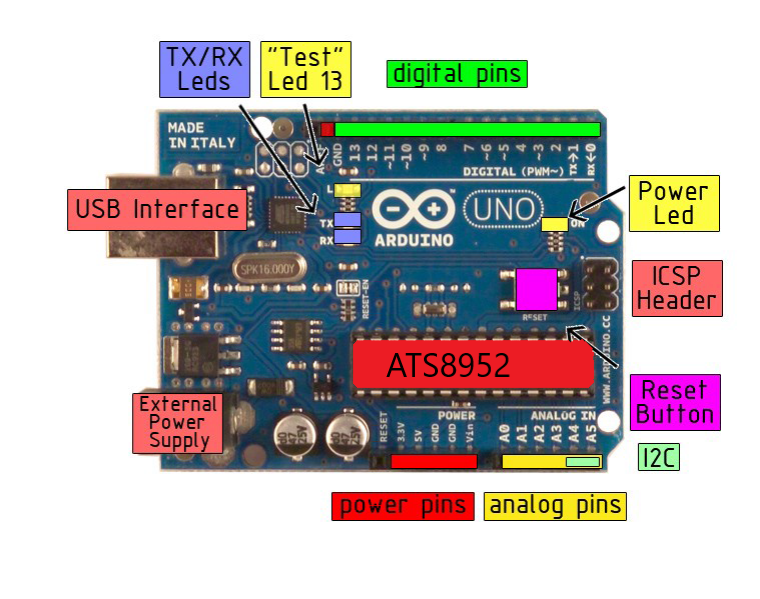 TX/RX
Leds
"Test"
Led 13
digital pins
MADE
IN ITALY
GND
13
12
~11
~10
~9
8
7
~6
~5
4
~3
2
TX→1
RX←0
DIGITAL (PWM~)
L
TX
RX
ARDUINO
UNO
™
ON
USB Interface
Power
Led
SPK16.000Y
RESET-EN
RESET
ICSP
ICSP
Header
WWW.ARDUINO.CC
ATS8952
Reset
Button
External
Power
Supply
POWER
ANALOG IN
RESET
3.3V
5V
GND
GND
Vin
A0
A1
A2
A3
A4
A5
I2C
power pins
analog pins